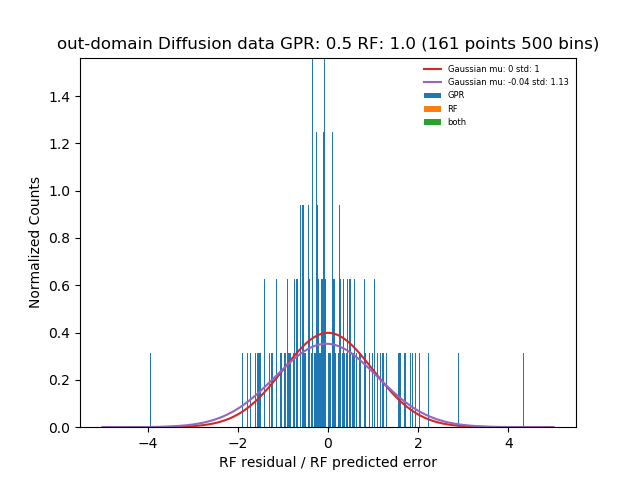 out-domain Diffusion data GPR: 0.5 RF: 1.0 (161 points 500 bins)
Gaussian mu: 0 std: 1
Gaussian mu: -0.04 std: 1.13
GPR
RF
both
Normalized Counts
1.4
1.2
1.0
0.8
0.6
0.4
0.2
0.0
−4 −2 0 2 4
RF residual / RF predicted error